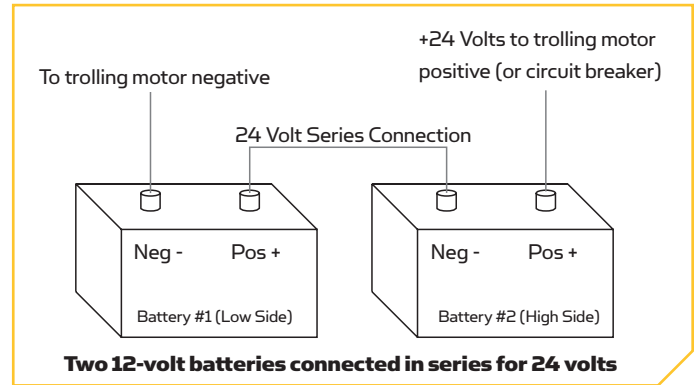 +24 Volts to trolling motor
positive (or circuit breaker)
To trolling motor negative
24 Volt Series Connection
Neg - Pos +
Neg - Pos +
Battery #1 (Low Side)
Battery #2 (High Side)
Two 12-volt batteries connected in series for 24 volts